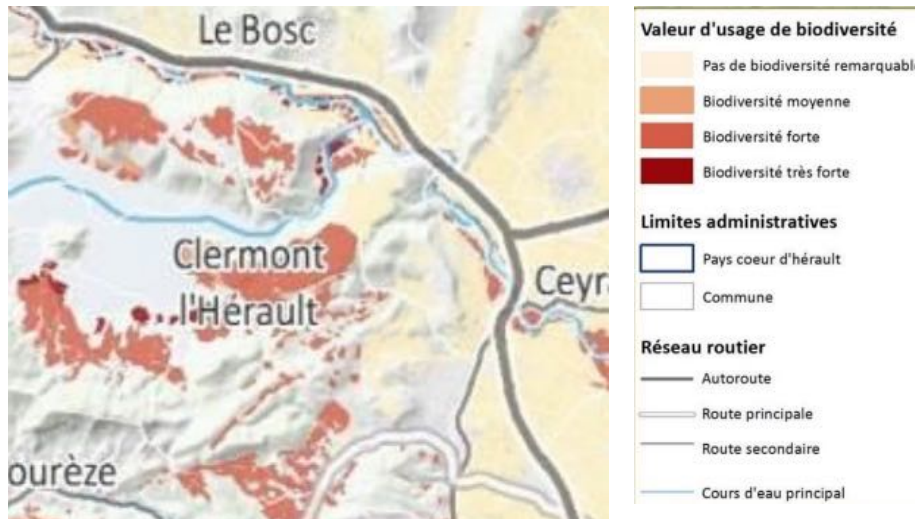 Le Bosc
Clermont
l'Hérault
Ceyr
ourèze
Valeur d'usage de biodiversité
Pas de biodiversité remarquable
Biodiversité moyenne
Biodiversité forte
Biodiversité très forte
Limites administratives
Pays coeur d'hérault
Commune
Réseau routier
Autoroute
Route principale
Route secondaire
Cours d'eau principal